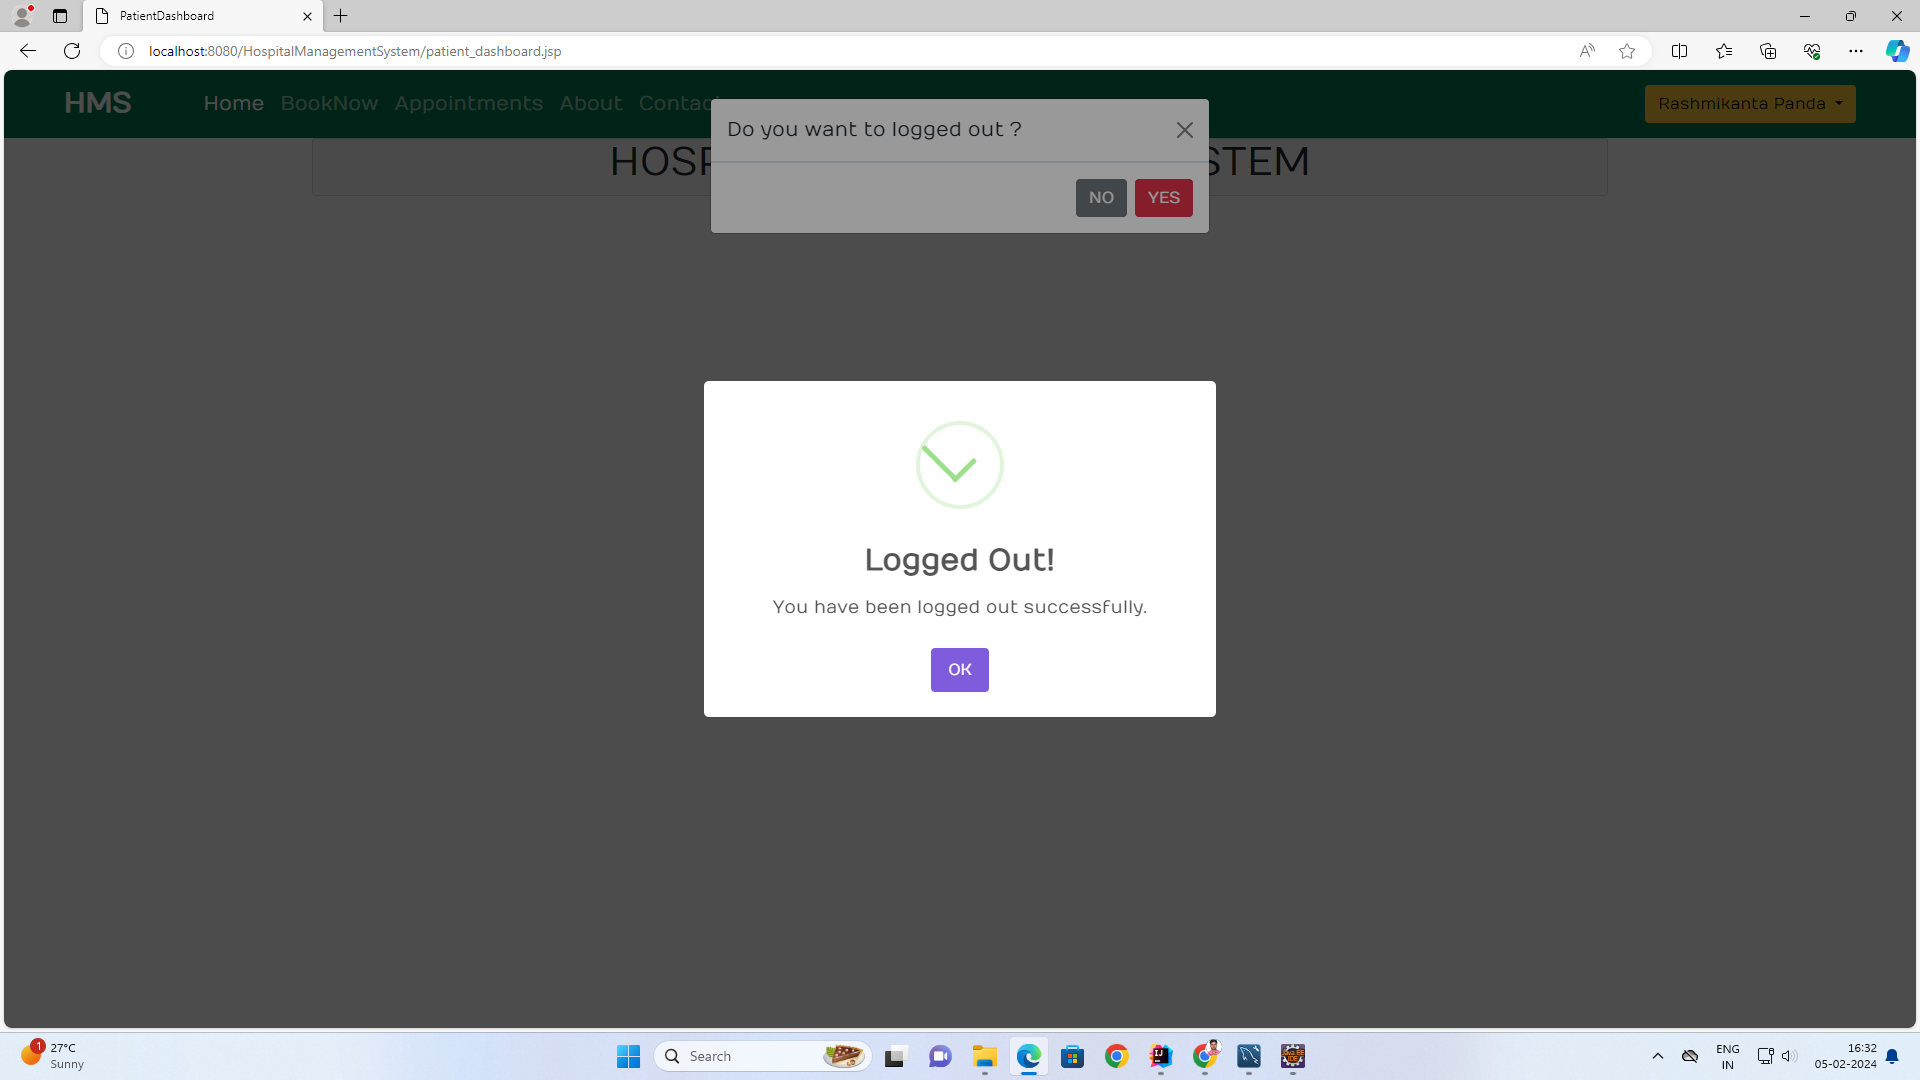 PatientDashboard
localhost:8080/HospitalManagementSystem/patient_dashboard.jsp
HMS
Home BookNow Appointments About Contact
Rashmikanta Panda
Do you want to logged out ?
HOSP STEM
NO YES
Logged Out!
You have been logged out successfully.
OK
1
27°C
Sunny
Search
ENG
IN
16:32
05-02-2024